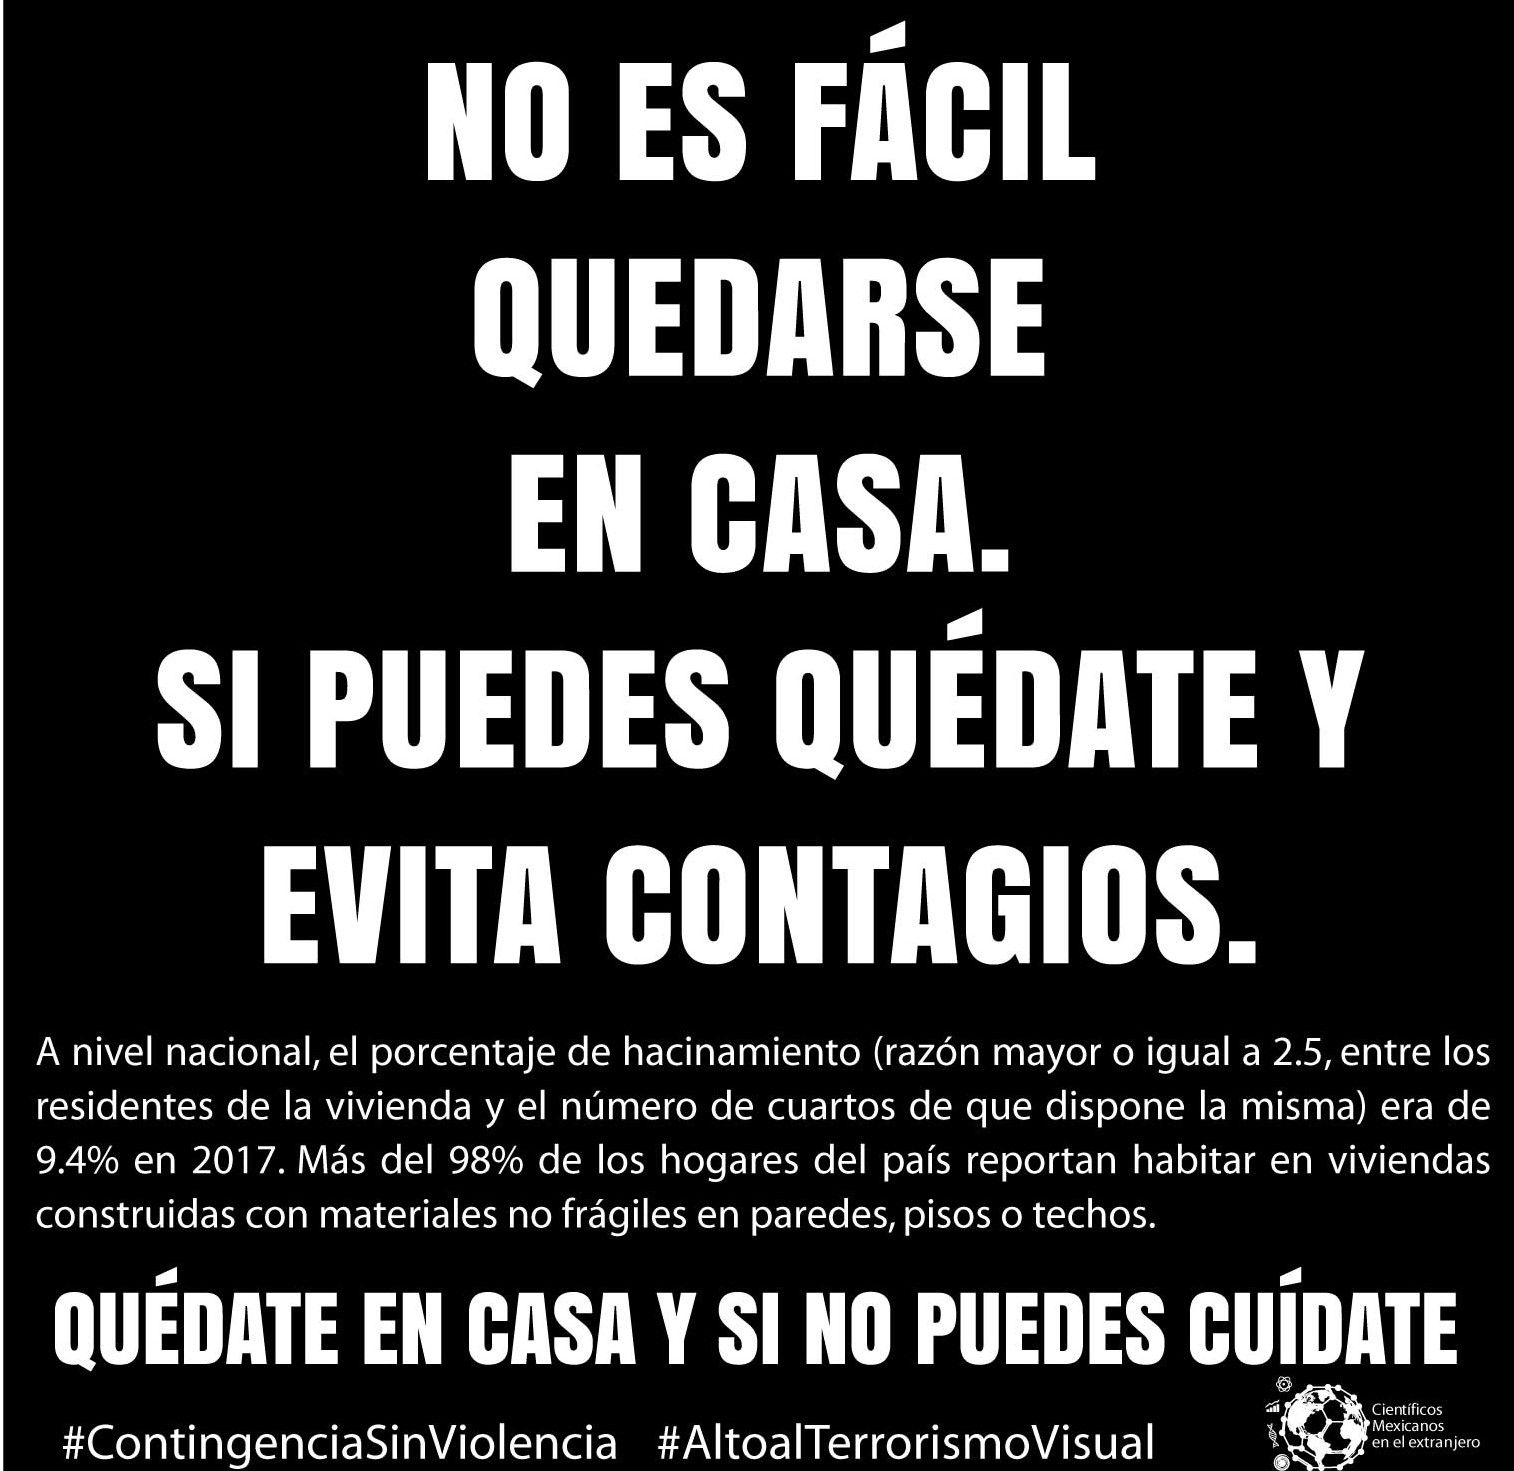 NO ES FÁCIL
QUEDARSE
EN CASA.
SI PUEDES QUÉDATE Y
EVITA CONTAGIOS.
A nivel nacional, el porcentaje de hacinamiento (razón mayor o igual a 2.5, entre los
residentes de la vivienda y el número de cuartos de que dispone la misma) era de
9.4% en 2017. Más del 98% de los hogares del país reportan habitar en viviendas
construidas con materiales no frágiles en paredes, pisos o techos.
QUÉDATE EN CASA Y SI NO PUEDES CUÍDATE
#ContingenciaSinViolencia #AltoalTerrorismoVisual
Científicos
Mexicanos
en el extranjero